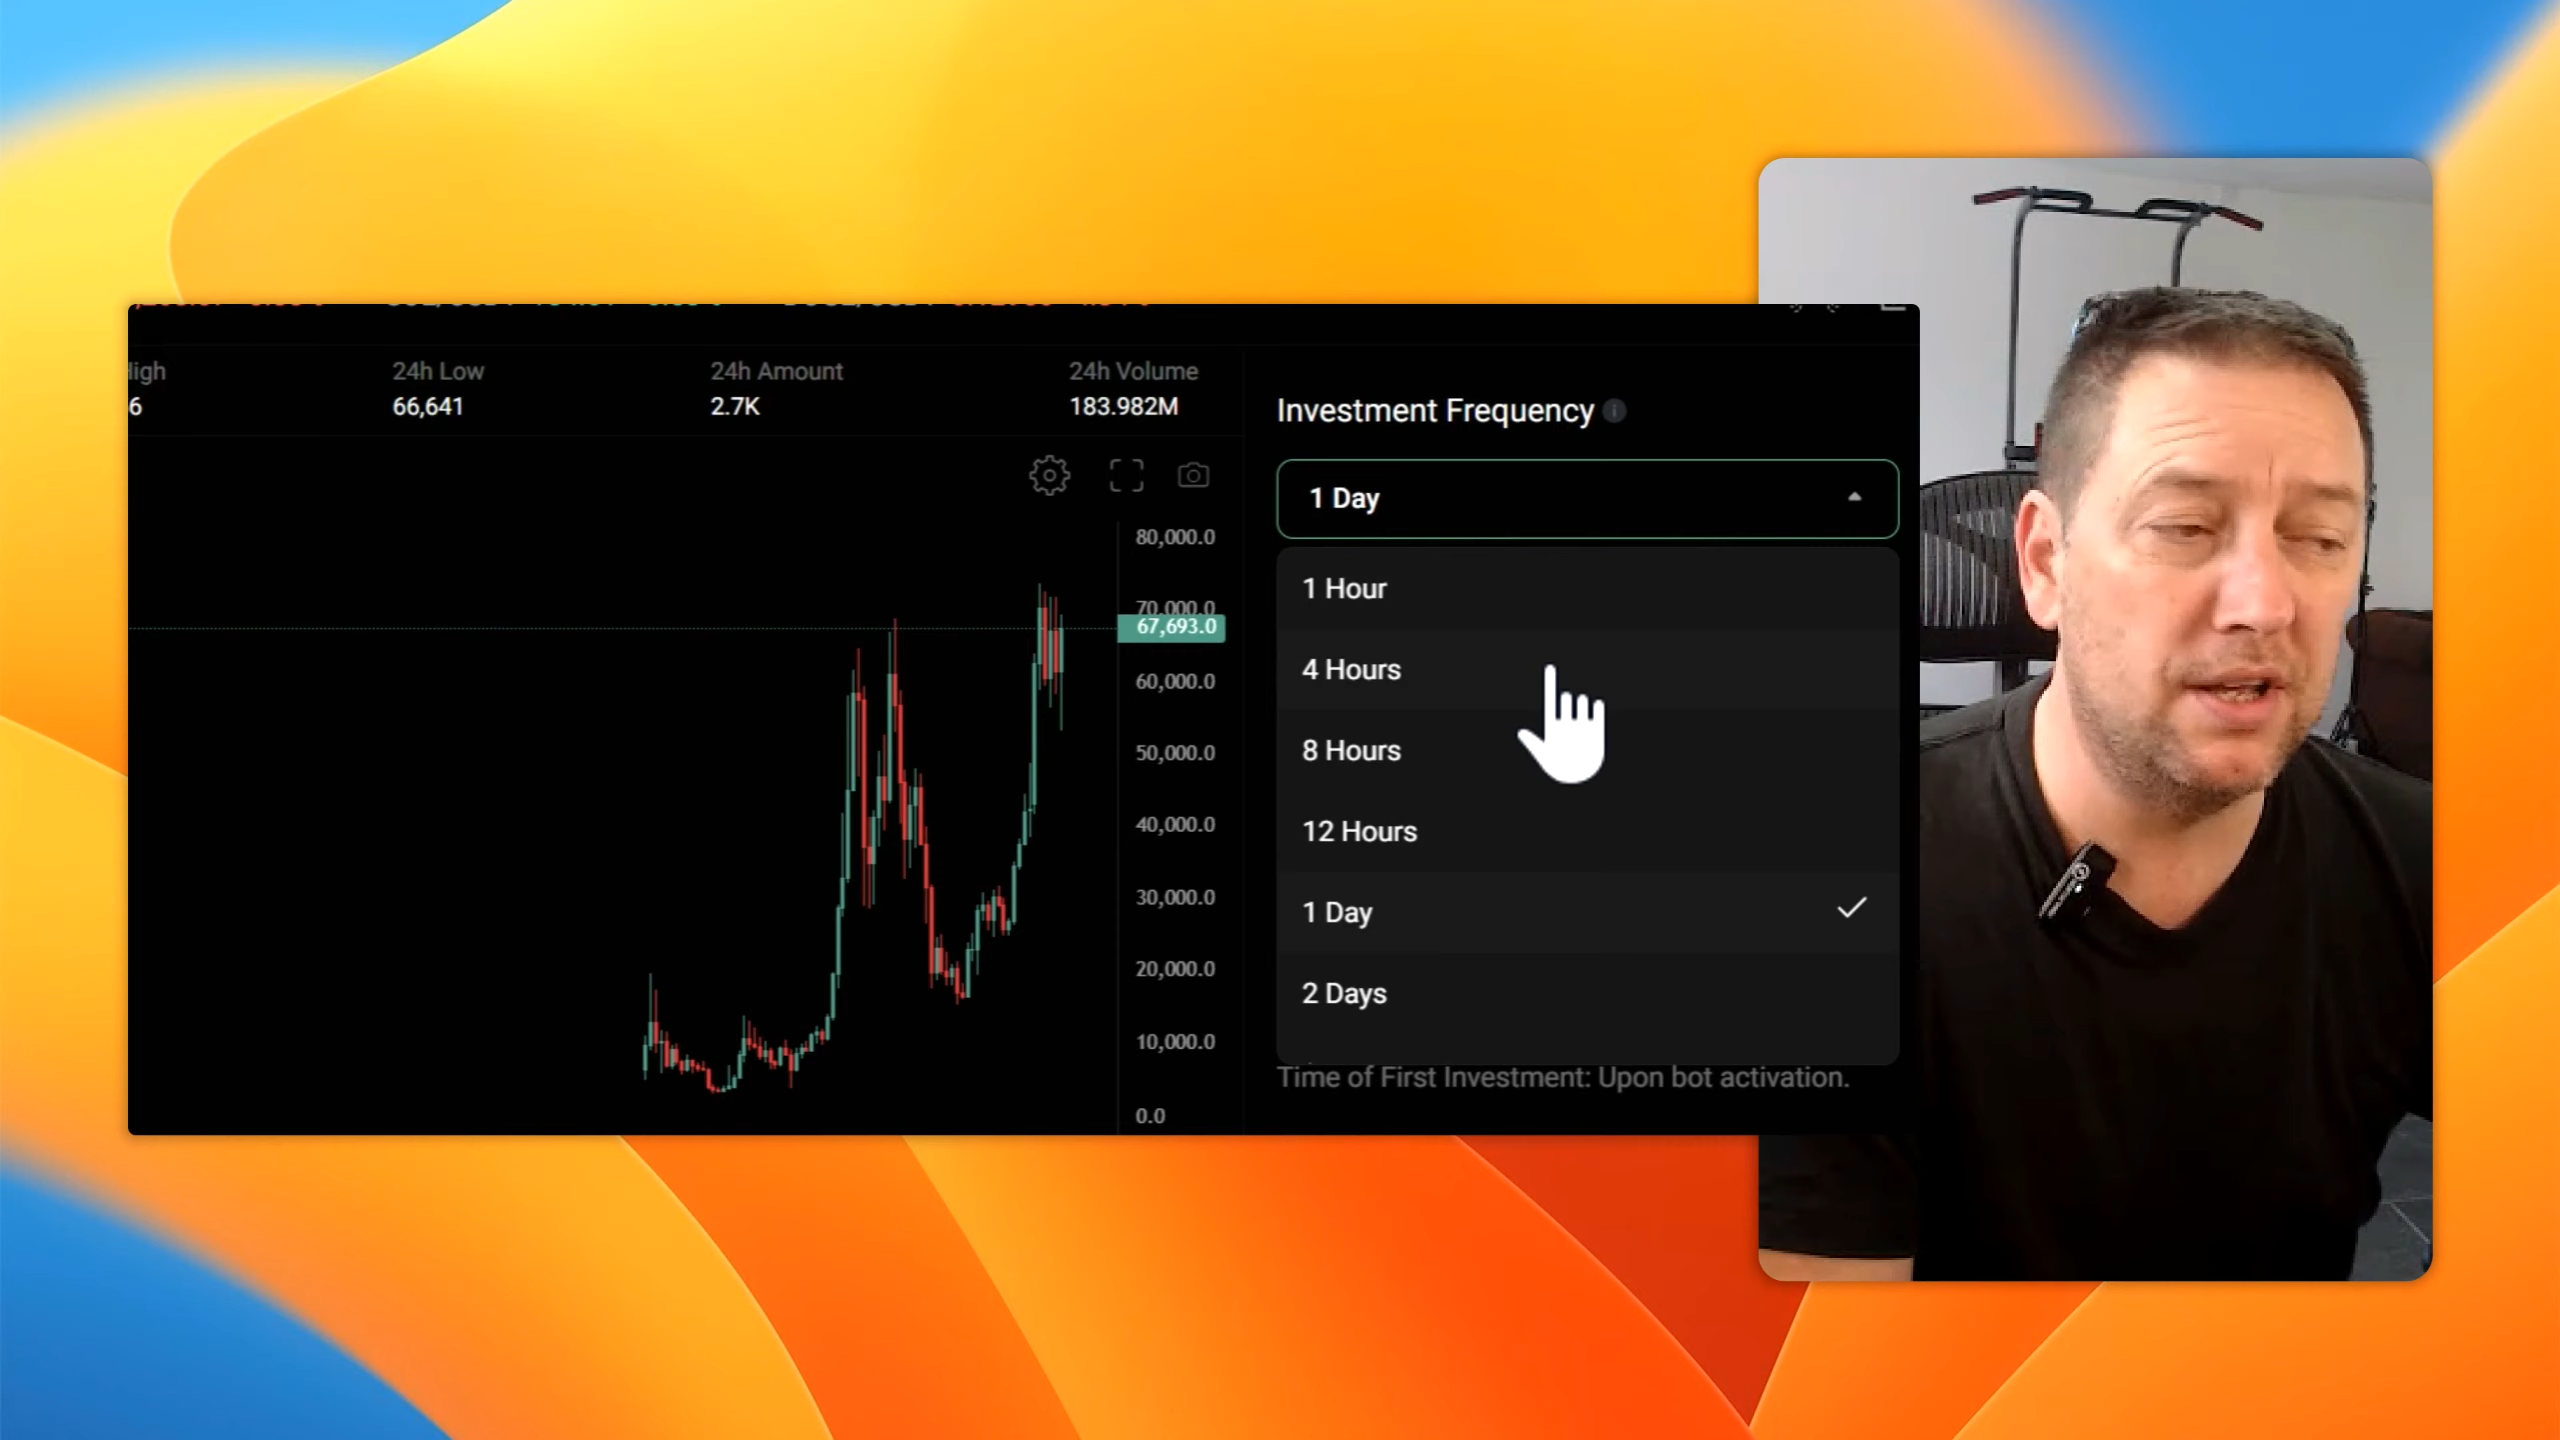 High
6
24h Low
66,641
24h Amount
2.7K
24h Volume
183.982M
80,000.0
70,000.0
67,693.0
60,000.0
50,000.0
40,000.0
30,000.0
20,000.0
10,000.0
0.0
Investment Frequency
1 Day
1 Hour
4 Hours
8 Hours
12 Hours
1 Day
2 Days
Time of First Investment: Upon bot activation.